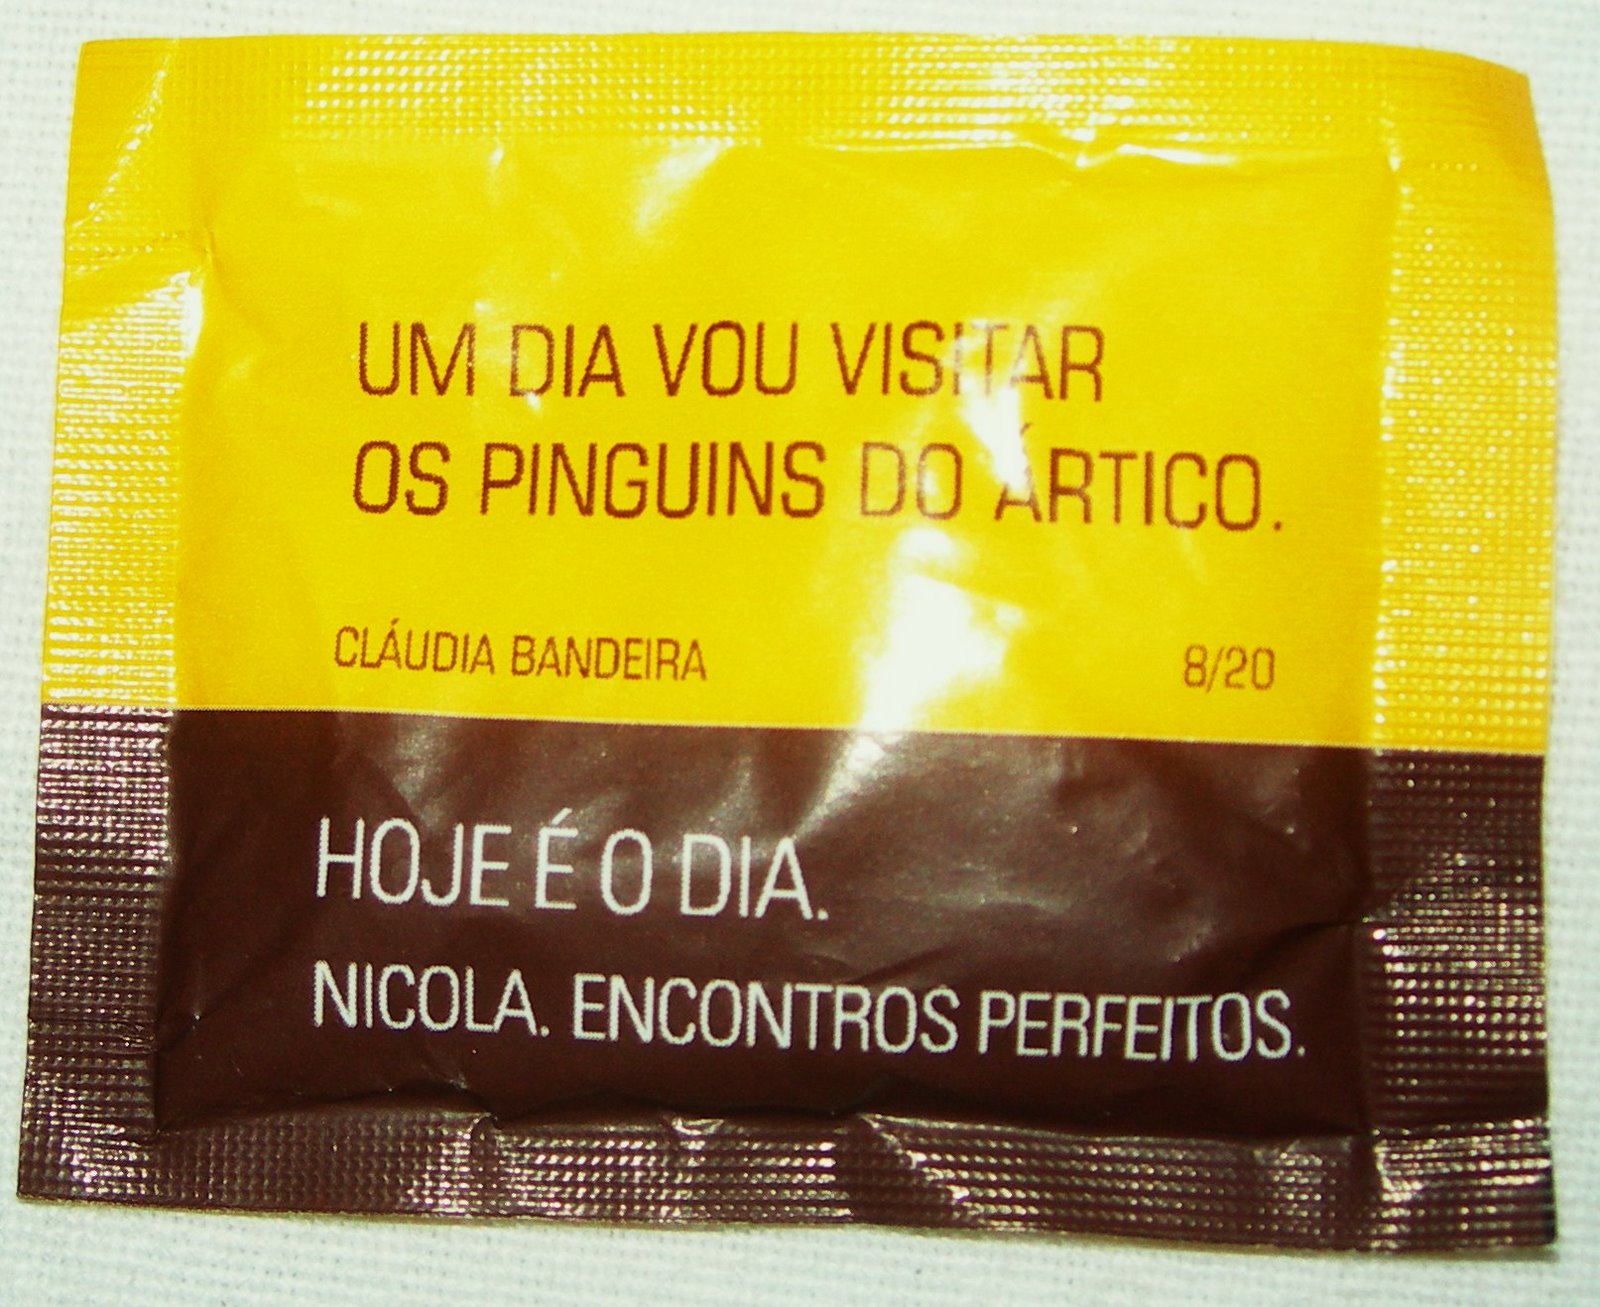 UM DIA VOU VISITAR
OS PINGUINS DO ÁRTICO.
CLÁUDIA BANDEIRA 8/20
HOJE É O DIA.
NICOLA. ENCONTROS PERFEITOS.